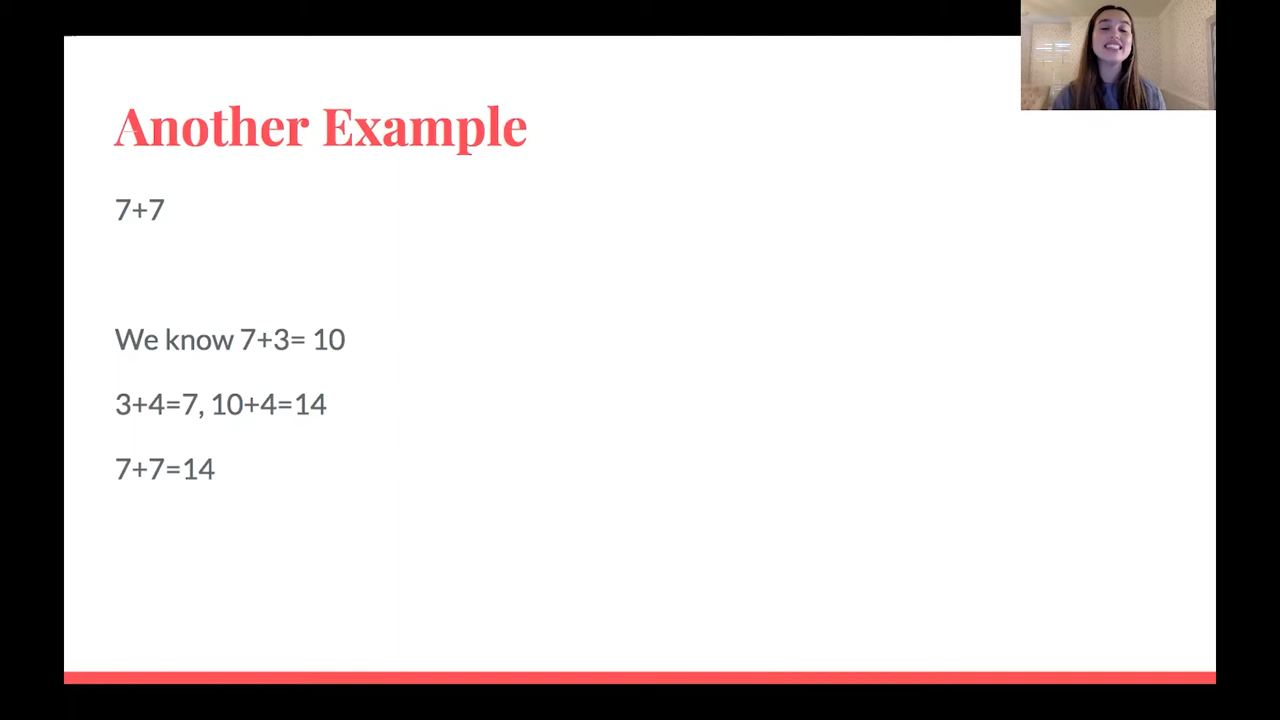 Another Example
7+7
We know 7+3= 10
3+4=7, 10+4=14
7+7=14